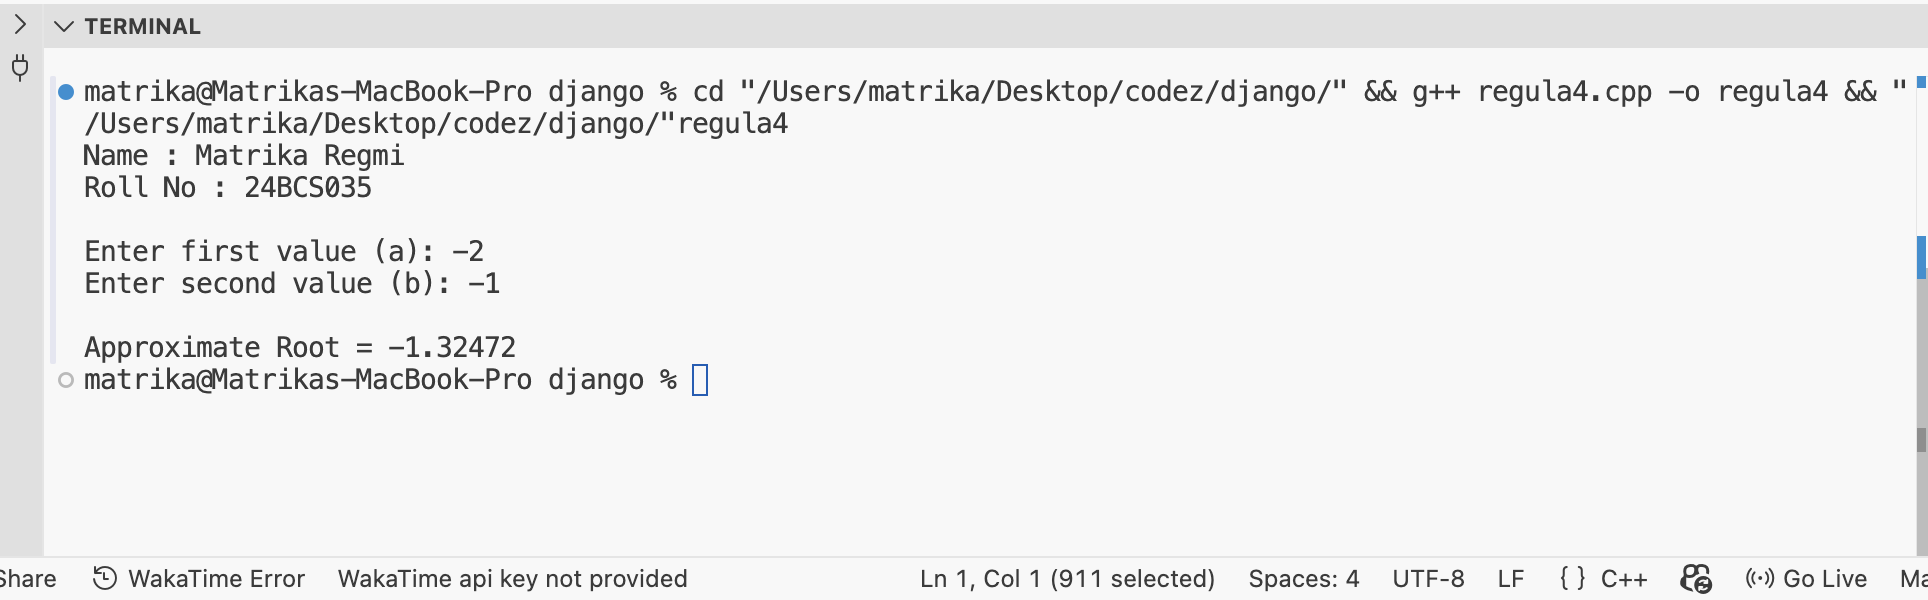 TERMINAL
matrika@Matrikas-MacBook-Pro django % cd "/Users/matrika/Desktop/codez/django/" && g++ regula4.cpp -o regula4 && "
/Users/matrika/Desktop/codez/django/"regula4
Name : Matrika Regmi
Roll No : 24BCS035
Enter first value (a): -2
Enter second value (b): -1
Approximate Root = -1.32472
matrika@Matrikas-MacBook-Pro django %
Share WakaTime Error WakaTime api key not provided Ln 1, Col 1 (911 selected) Spaces: 4 UTF-8 LF { } C++ Go Live